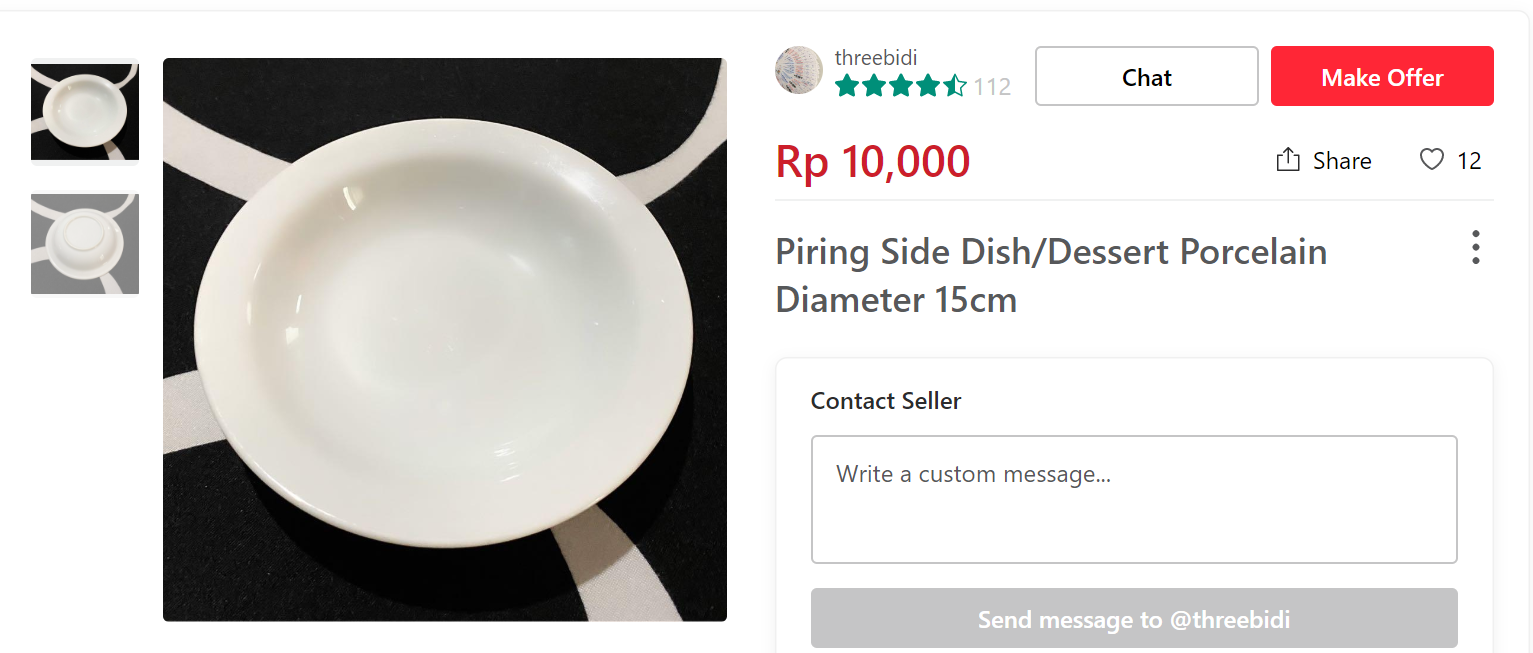 threebidi
112
Chat
Make Offer
Rp 10,000
Share
12
Piring Side Dish/Dessert Porcelain
Diameter 15cm
Contact Seller
Write a custom message...
Send message to @threebidi